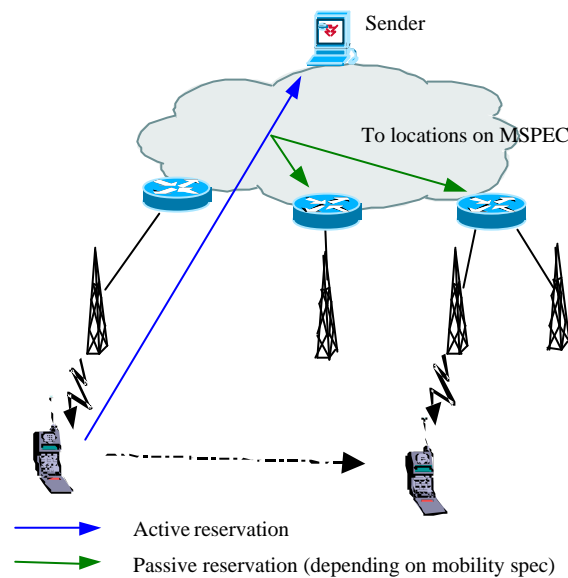 Sender
To locations on MSPEC
Active reservation
Passive reservation (depending on mobility spec)